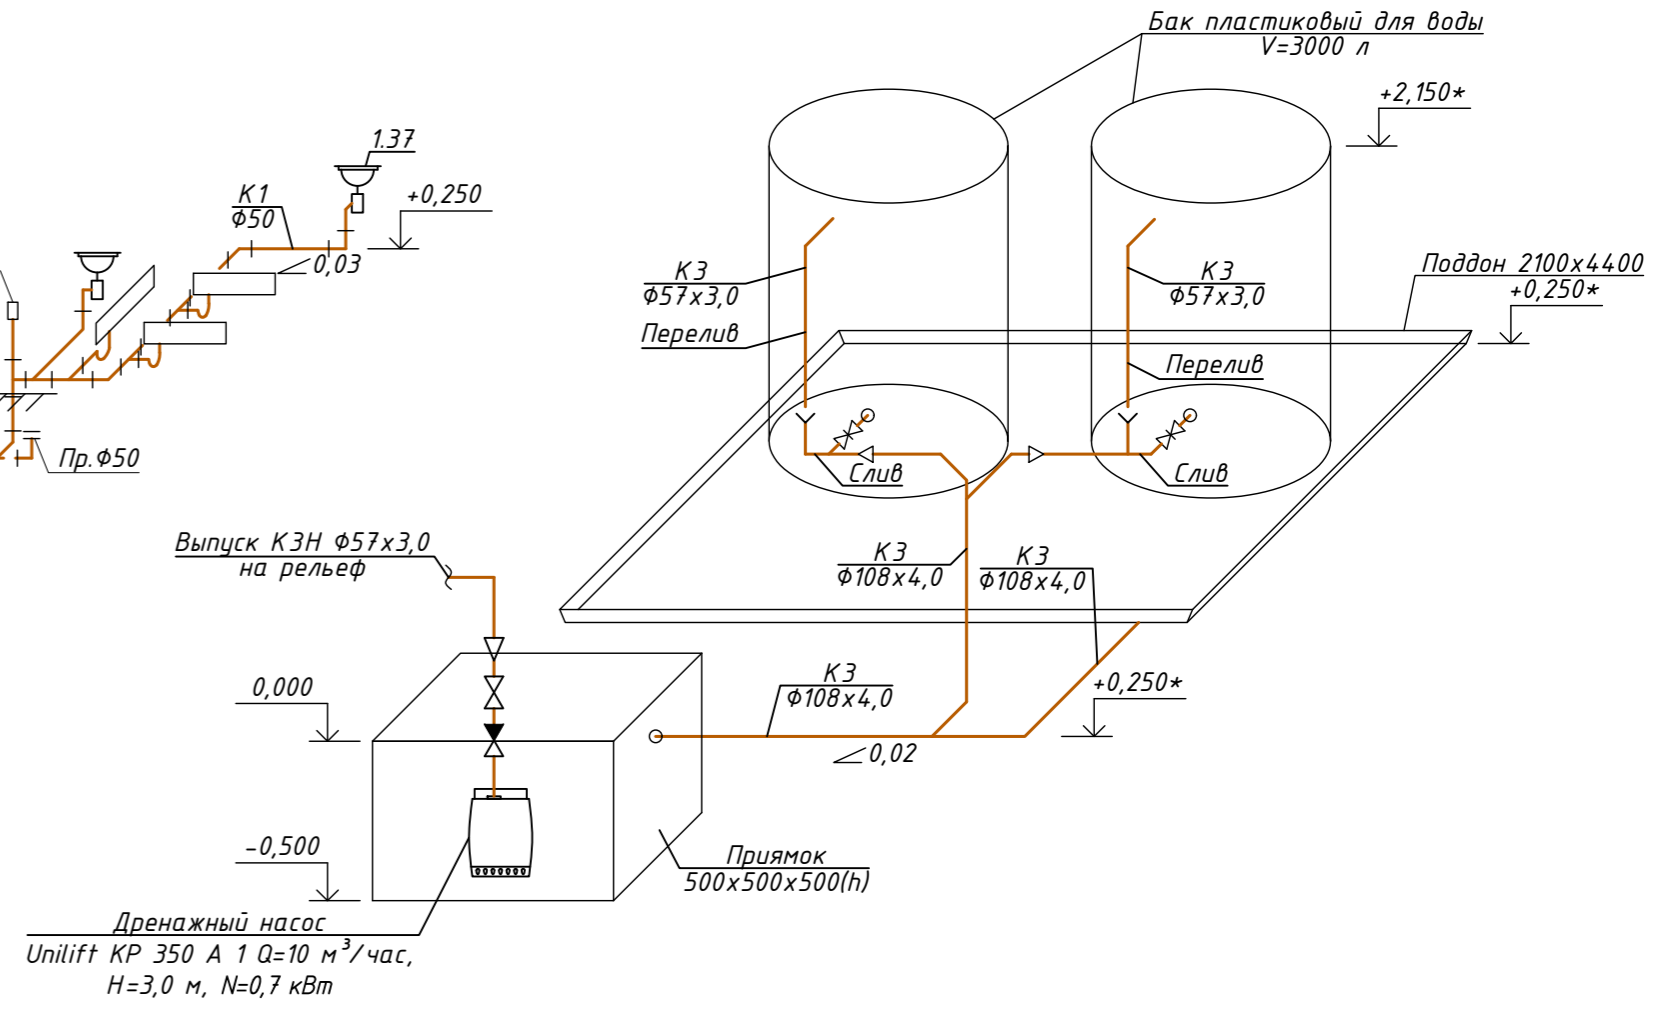 Бак пластиковый для воды
V=3000 л
+2,150*
1.37
К1
Ф50
+0,250
0,03
К3
Ф57х3,0
Перелив
К3
Ф57х3,0
Перелив
Поддон 2100х4400
+0,250*
Слив
Слив
Пр.Ф50
Выпуск К3Н Ф57х3,0
на рельеф
К3
Ф108х4,0
К3
Ф108х4,0
0,000
К3
Ф108х4,0
+0,250*
0,02
-0,500
Приямок
500х500х500(h)
Дренажный насос
Unilift KP 350 A 1 Q=10 м³/час,
Н=3,0 м, N=0,7 кВт